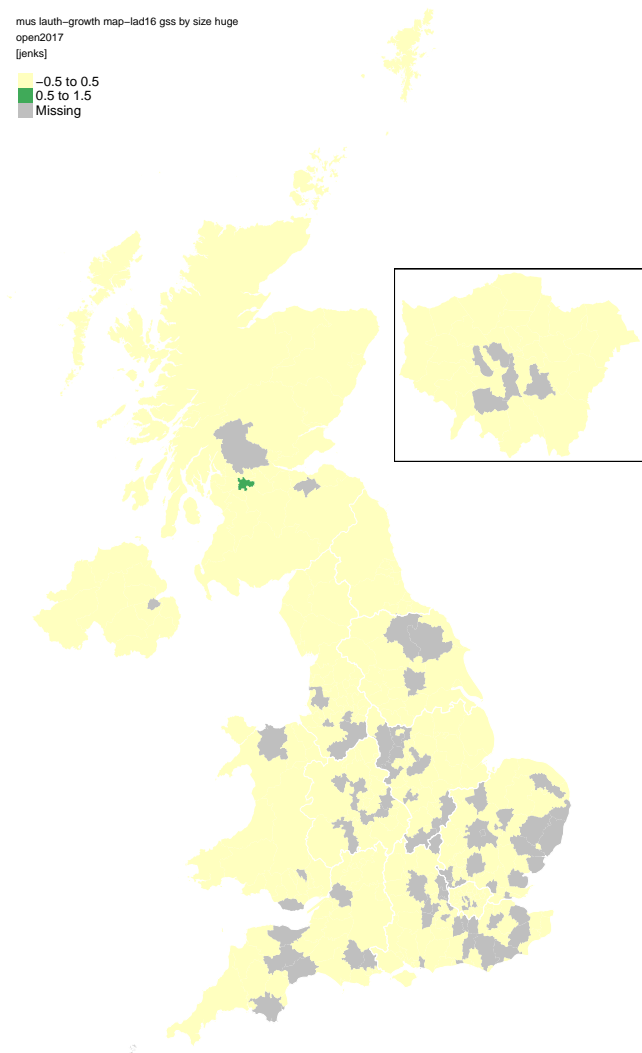 mus lauth−growth map−lad16 gss by size huge
open2017
[jenks]
−0.5 to 0.5
0.5 to 1.5
Missing